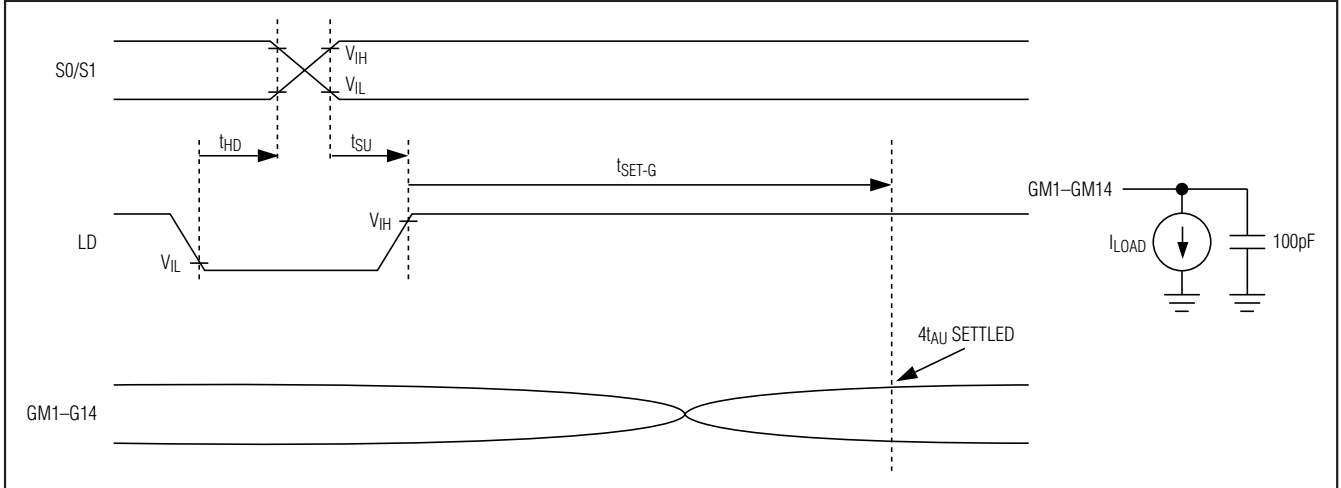 S0/S1
VIH
VIL
tHD
tSU
tSET-G
GM1–GM14
LD
VIH
VIL
ILOAD
100pF
4tAU SETTLED
GM1–G14